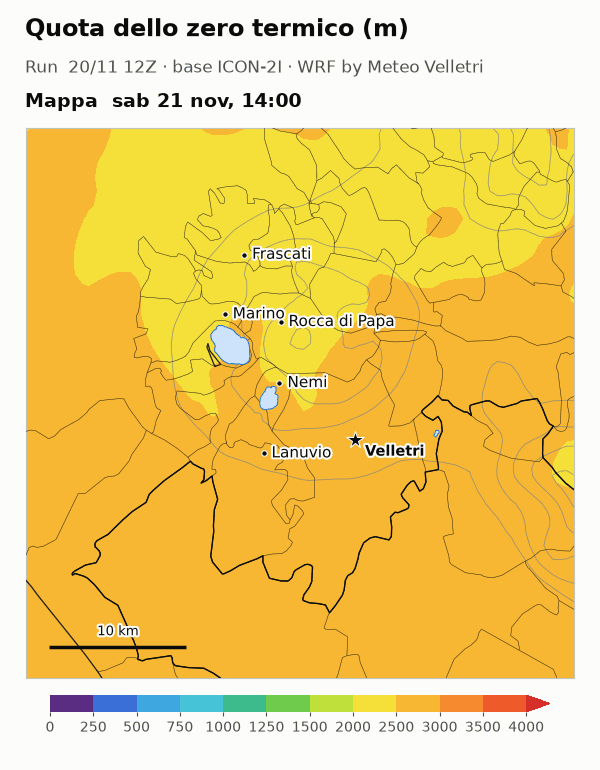 Quota dello zero termico (m)
Run  20/11 12Z · base ICON-2I · WRF by Meteo Velletri
Mappa  sab 21 nov, 14:00
Frascati
Marino
Rocca di Papa
Nemi
Velletri
Lanuvio
10 km
0 250 500 750 1000 1250 1500 2000 2500 3000 3500 4000